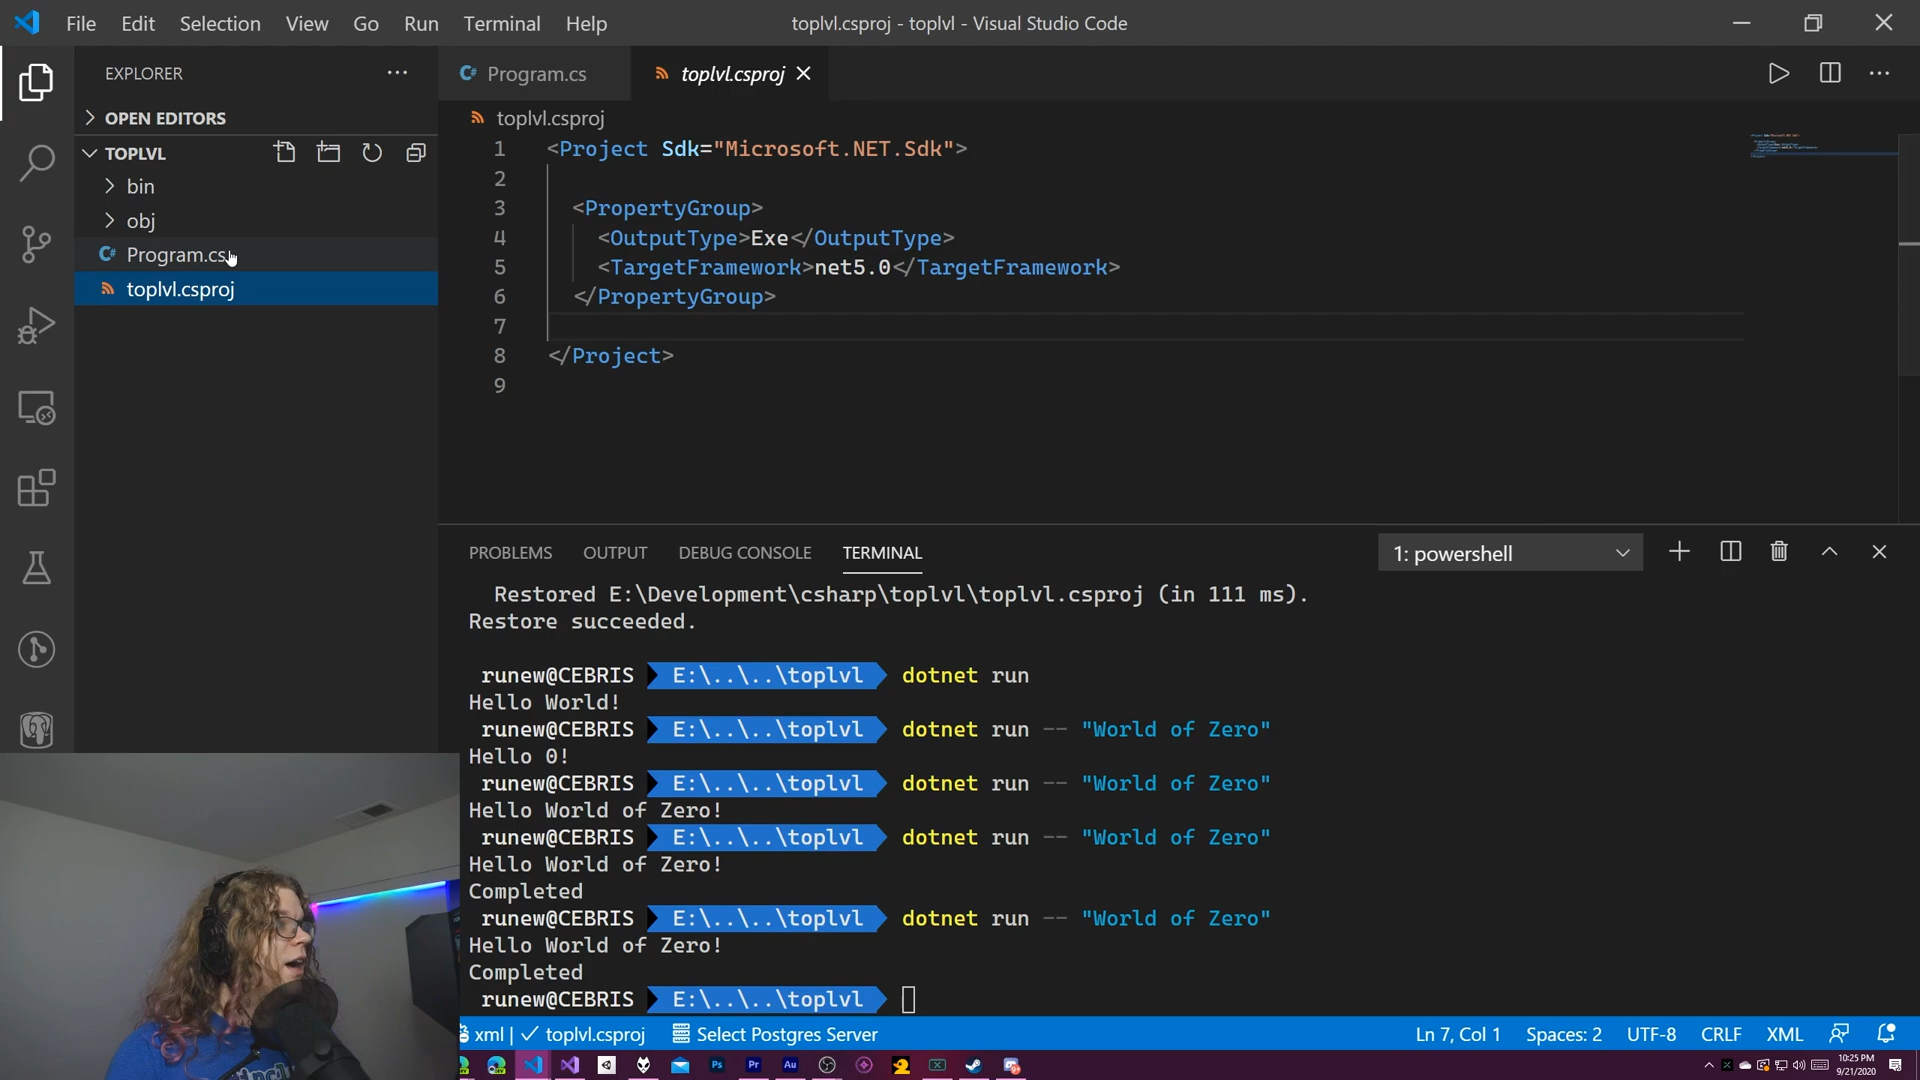 File Edit Selection View Go Run Terminal Help toplvl.csproj - toplvl - Visual Studio Code
EXPLORER
Program.cs toplvl.csproj
OPEN EDITORS
toplvl.csproj
TOPLVL
bin
obj
Program.cs
toplvl.csproj
1 <Project Sdk="Microsoft.NET.Sdk">
2
3 <PropertyGroup>
4 <OutputType>Exe</OutputType>
5 <TargetFramework>net5.0</TargetFramework>
6 </PropertyGroup>
7
8 </Project>
9
PROBLEMS OUTPUT DEBUG CONSOLE TERMINAL 1: powershell
Restored E:\Development\csharp\toplvl\toplvl.csproj (in 111 ms).
Restore succeeded.
runew@CEBRIS E:\..\..\toplvl dotnet run
Hello World!
runew@CEBRIS E:\..\..\toplvl dotnet run -- "World of Zero"
Hello 0!
runew@CEBRIS E:\..\..\toplvl dotnet run -- "World of Zero"
Hello World of Zero!
runew@CEBRIS E:\..\..\toplvl dotnet run -- "World of Zero"
Hello World of Zero!
Completed
runew@CEBRIS E:\..\..\toplvl dotnet run -- "World of Zero"
Hello World of Zero!
Completed
runew@CEBRIS E:\..\..\toplvl
xml | toplvl.csproj Select Postgres Server Ln 7, Col 1 Spaces: 2 UTF-8 CRLF XML
Ps Pr Au
10:25 PM
9/21/2020